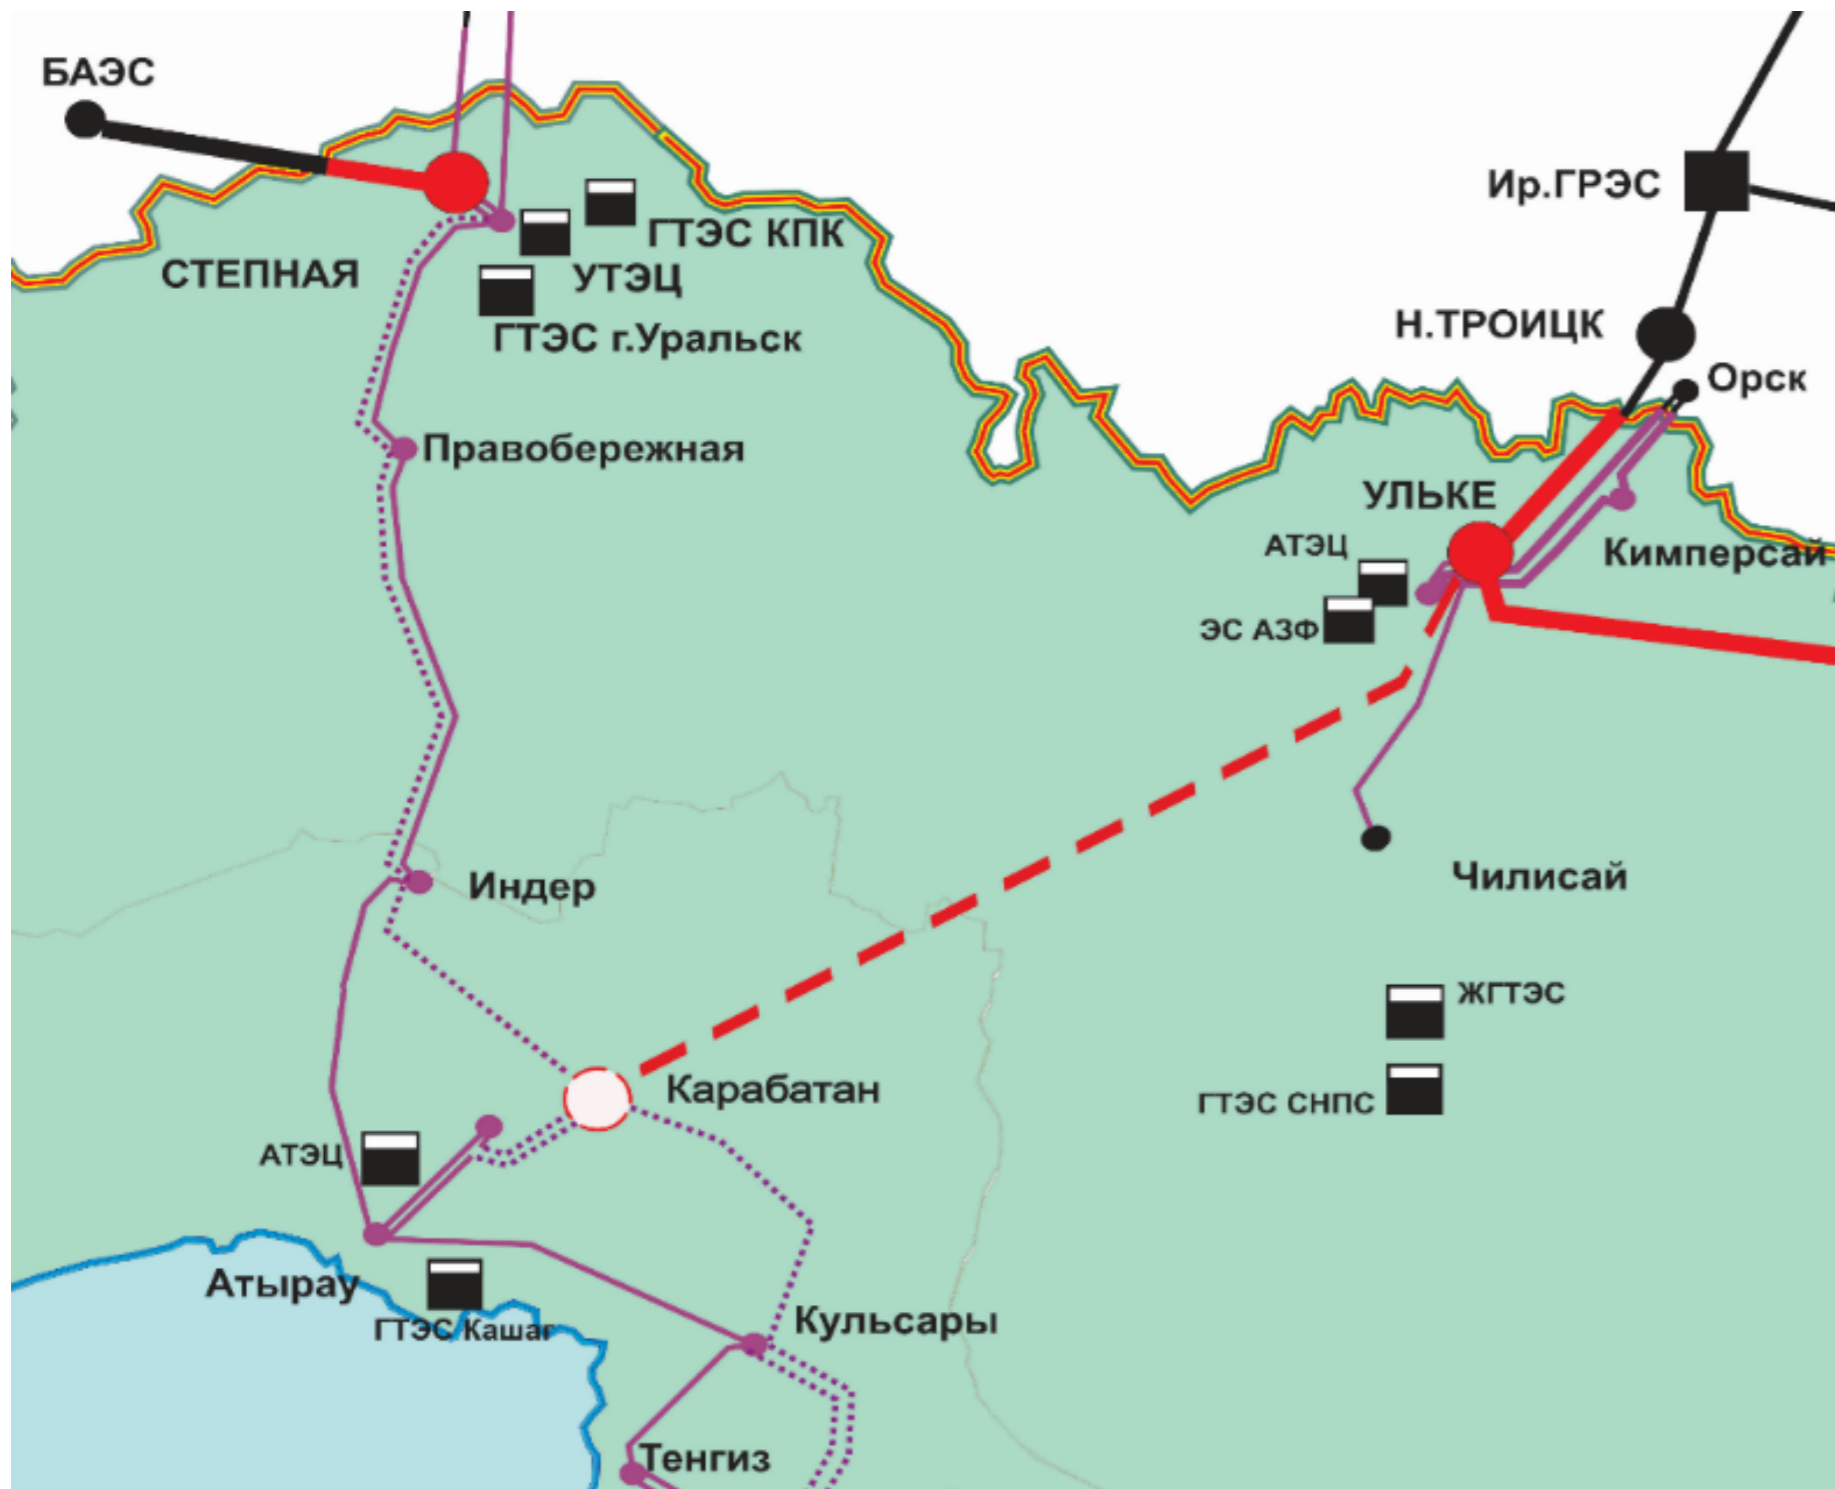 БАЭС
Ир.ГРЭС
ГТЭС КПК
СТЕПНАЯ
УТЭЦ
ГТЭС г.Уральск
Н.ТРОИЦК
Орск
Правобережная
УЛЬКЕ
АТЭЦ
Кимперсай
ЭС АЗФ
Чилисай
Индер
ЖГТЭС
Карабатан
ГТЭС СНПС
АТЭЦ
Атырау
Кульсары
ГТЭС Кашаг
Тенгиз